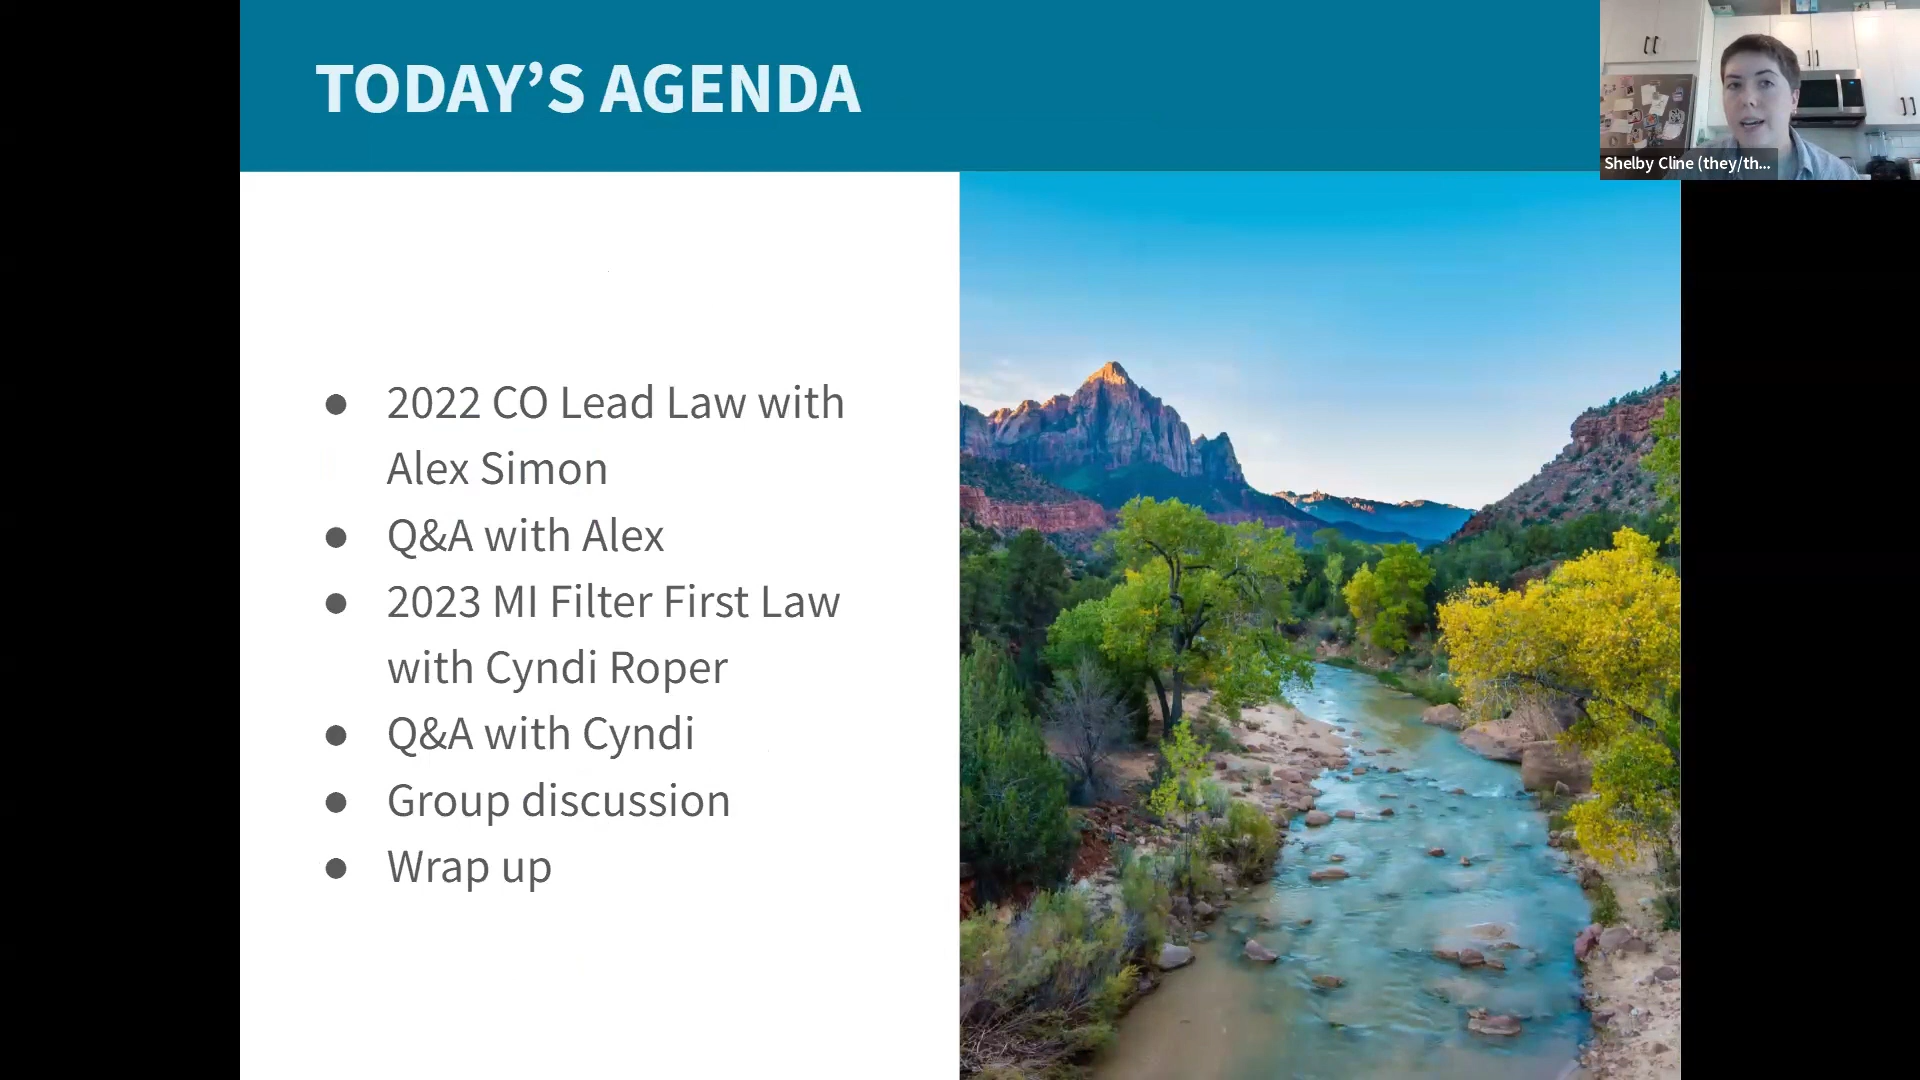 TODAY’S AGENDA
Shelby Cline (they/th...
● 2022 CO Lead Law with
Alex Simon
● Q&A with Alex
● 2023 MI Filter First Law
with Cyndi Roper
● Q&A with Cyndi
● Group discussion
● Wrap up